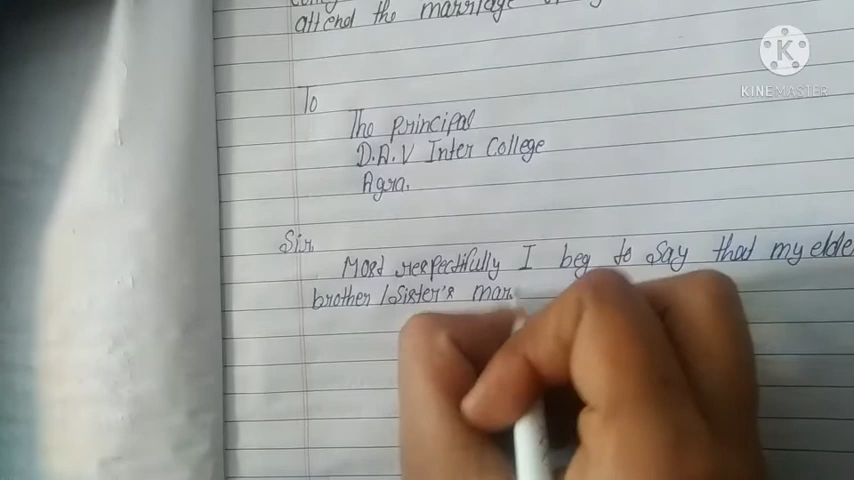 attend the marriage
KINEMASTER
To
The Principal
D.A.V Inter College
Agra.
Sir
Most respectifully I beg to say that my elde
brother / sister's mar